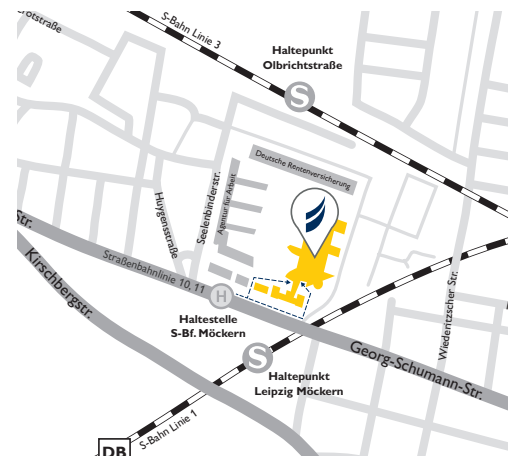 S-Bahn Linie 3
Haltepunkt
Olbrichtstraße
S
Deutsche Rentenversicherung
Agentur für Arbeit
Seelenbinderstr.
Huygensstraße
Str.
Straßenbahnlinie 10, 11
H
Haltestelle
S-Bf. Möckern
Kirschbergstr.
Wiederitzscher Str.
Georg-Schumann-Str.
S
Haltepunkt
Leipzig Möckern
S-Bahn Linie 1
DB